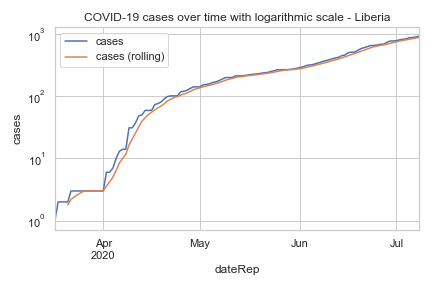 COVID-19 cases over time with logarithmic scale - Liberia
cases
cases (rolling)
10³
10²
10¹
10⁰
cases
Apr
2020
May
Jun
Jul
dateRep